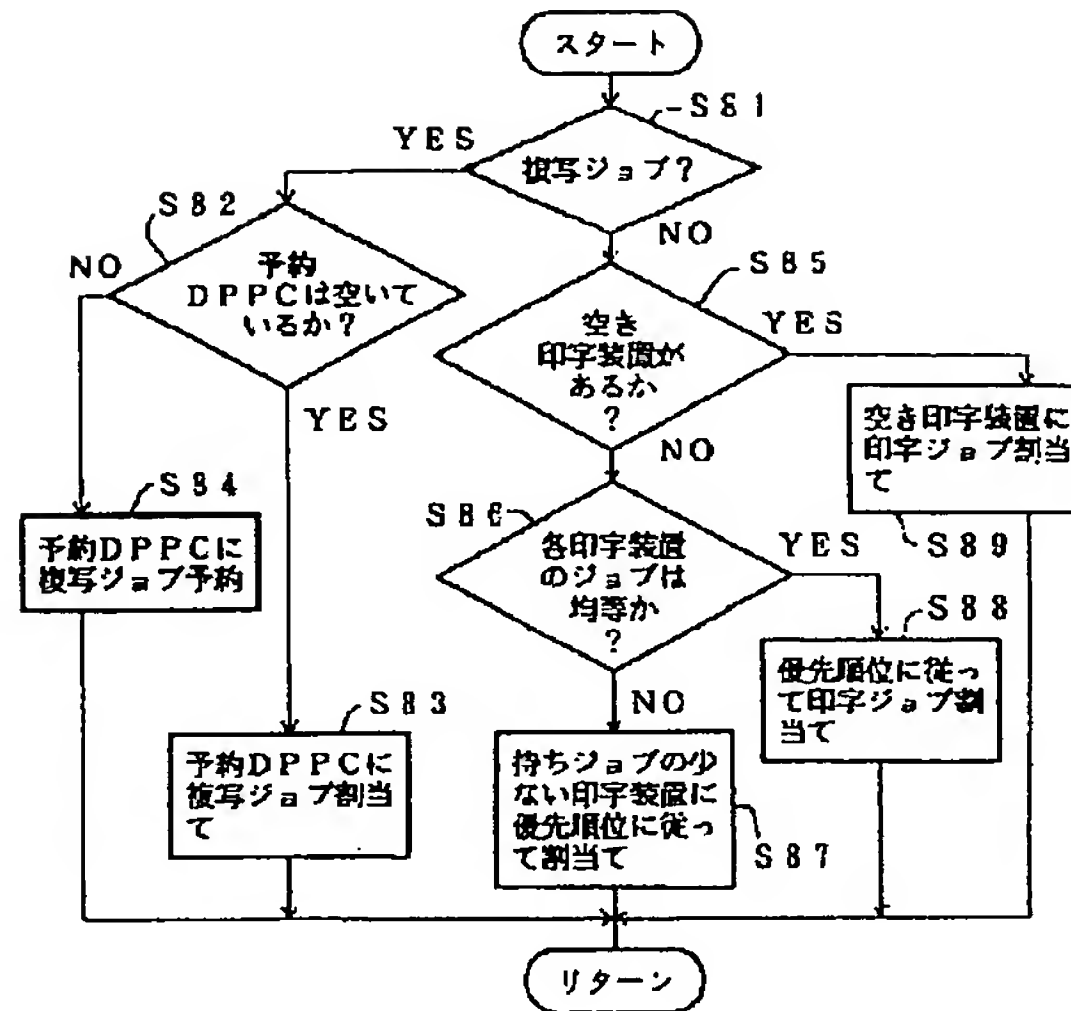 スタート
S81
YES
複写ジョブ?
S82
NO
NO
S85
予約
DPPCは空いて
いるか?
YES
空き
印字装置が
あるか
?
YES
空き印字装置に
印字ジョブ割当
て
NO
S84
S86
予約DPPCに
複写ジョブ予約
各印字装置
のジョブは
均等か
?
YES
S89
S88
優先順位に従っ
て印字ジョブ割
当て
S83
NO
予約DPPCに
複写ジョブ割当
て
持ちジョブの少
ない印字装置に
優先順位に従っ
て割当て
S87
リターン